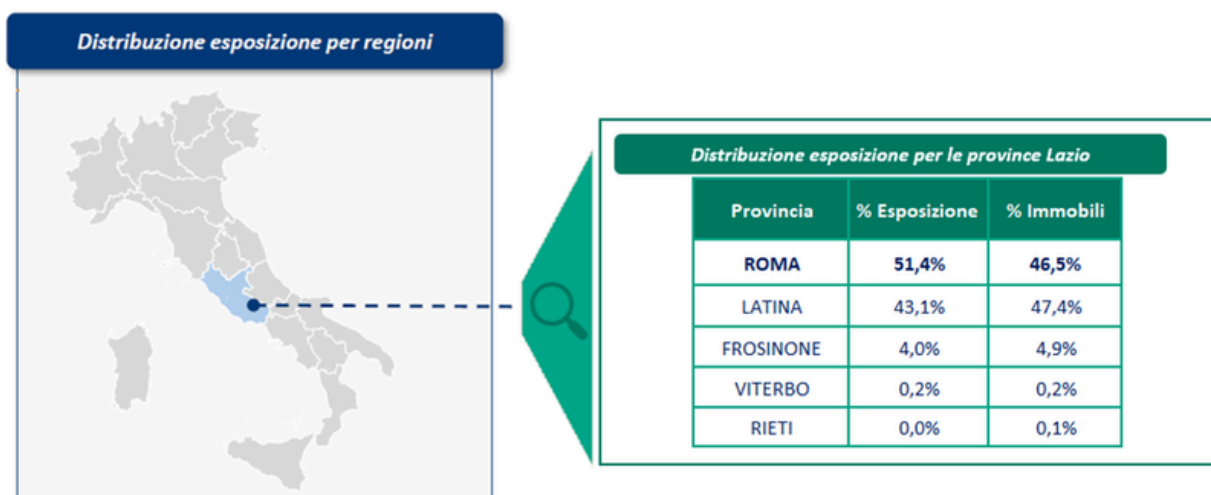 Distribuzione esposizione per regioni
Distribuzione esposizione per le province Lazio
Provincia % Esposizione % Immobili
ROMA 51,4% 46,5%
LATINA 43,1% 47,4%
FROSINONE 4,0% 4,9%
VITERBO 0,2% 0,2%
RIETI 0,0% 0,1%